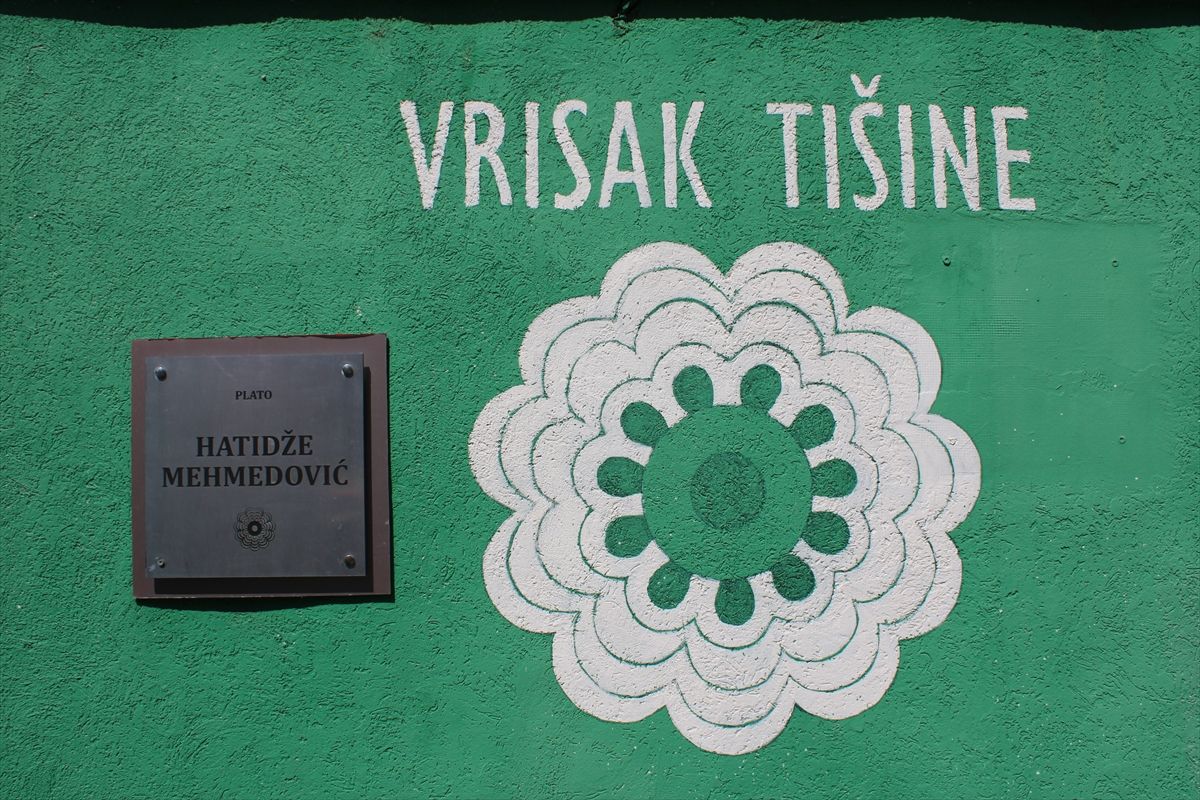 VRISAK TIŠINE
PLATO
HATIDŽE
MEHMEDOVIĆ